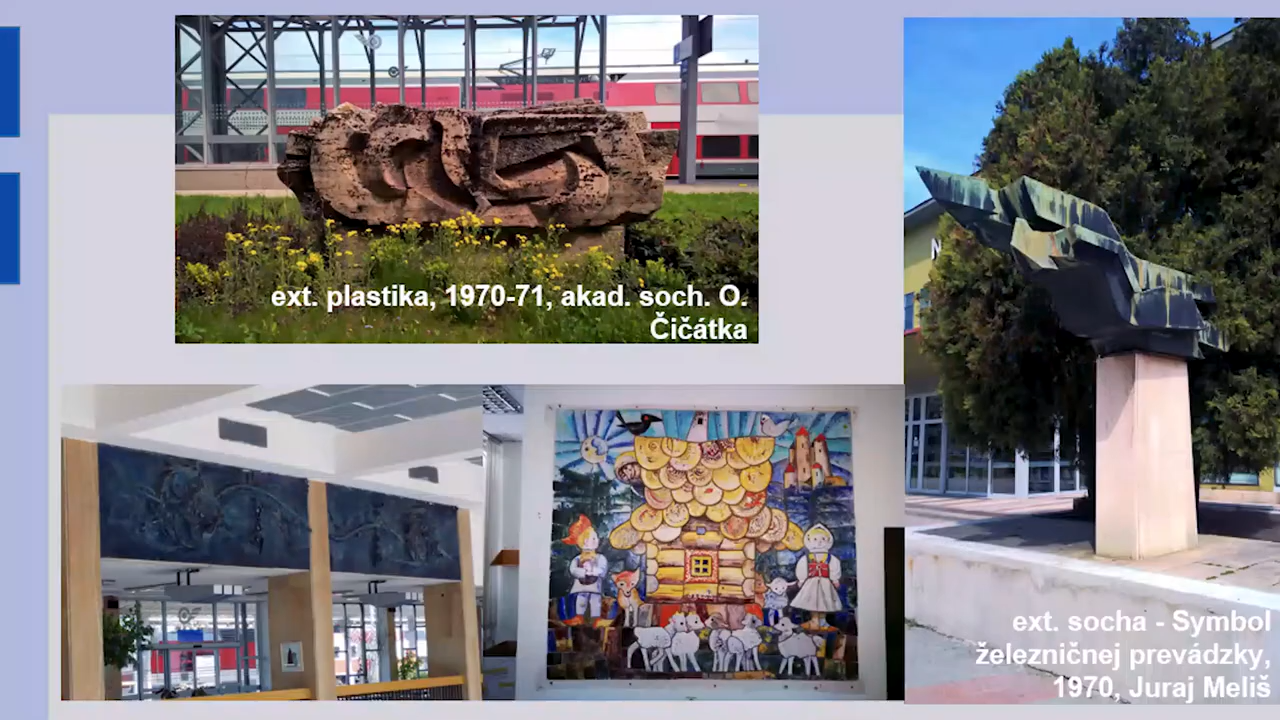 ext. plastika, 1970-71, akad. soch. O.
Čičátka
N
ext. socha - Symbol
železničnej prevádzky,
1970, Juraj Meliš